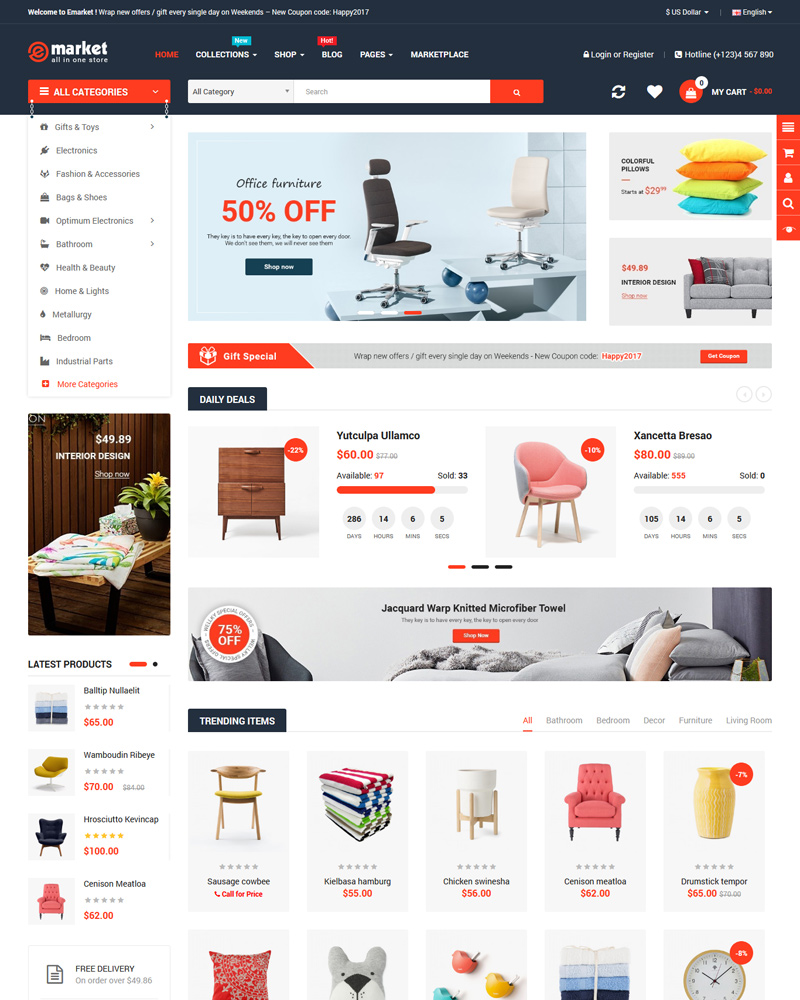 Welcome to Emarket ! Wrap new offers / gift every single day on Weekends – New Coupon code: Happy2017
$ US Dollar
English
market
all in one store
HOME
COLLECTIONS
New
SHOP
BLOG
Hot!
PAGES
MARKETPLACE
Login or Register
Hotline (+123)4 567 890
ALL CATEGORIES
All Category
Search
0
MY CART - $0.00
Gifts & Toys
Electronics
Fashion & Accessories
Bags & Shoes
Optimum Electronics
Bathroom
Health & Beauty
Home & Lights
Metallurgy
Bedroom
Industrial Parts
More Categories
Office furniture
50% OFF
They key is to have every key, the key to open every door.
We don't see them, we will never see them
Shop now
COLORFUL
PILLOWS
Starts at $29.99
$49.89
INTERIOR DESIGN
Shop now
Gift Special
Wrap new offers / gift every single day on Weekends - New Coupon code: Happy2017
Get Coupon
ON
$49.89
INTERIOR DESIGN
Shop now
DAILY DEALS
-22%
Yutculpa Ullamco
$60.00 $77.00
Available: 97
Sold: 33
286 14 6 5
DAYS HOURS MINS SECS
-10%
Xancetta Bresao
$80.00 $89.00
Available: 555
Sold: 0
105 14 6 5
DAYS HOURS MINS SECS
WELLKY SPECIAL OFFERS
75%
OFF
WELLKY SPECIAL OFFERS
Jacquard Warp Knitted Microfiber Towel
They key is to have every key, the key to open every door
Shop Now
LATEST PRODUCTS
Balltip Nullaelit
$65.00
Wamboudin Ribeye
$70.00 $84.00
Hrosciutto Kevincap
$100.00
Cenison Meatloa
$62.00
FREE DELIVERY
On order over $49.86
TRENDING ITEMS
All
Bathroom
Bedroom
Decor
Furniture
Living Room
Sausage cowbee
Call for Price
Kielbasa hamburg
$55.00
Chicken swinesha
$56.00
Cenison meatloa
$62.00
-7%
Drumstick tempor
$65.00 $70.00
-8%